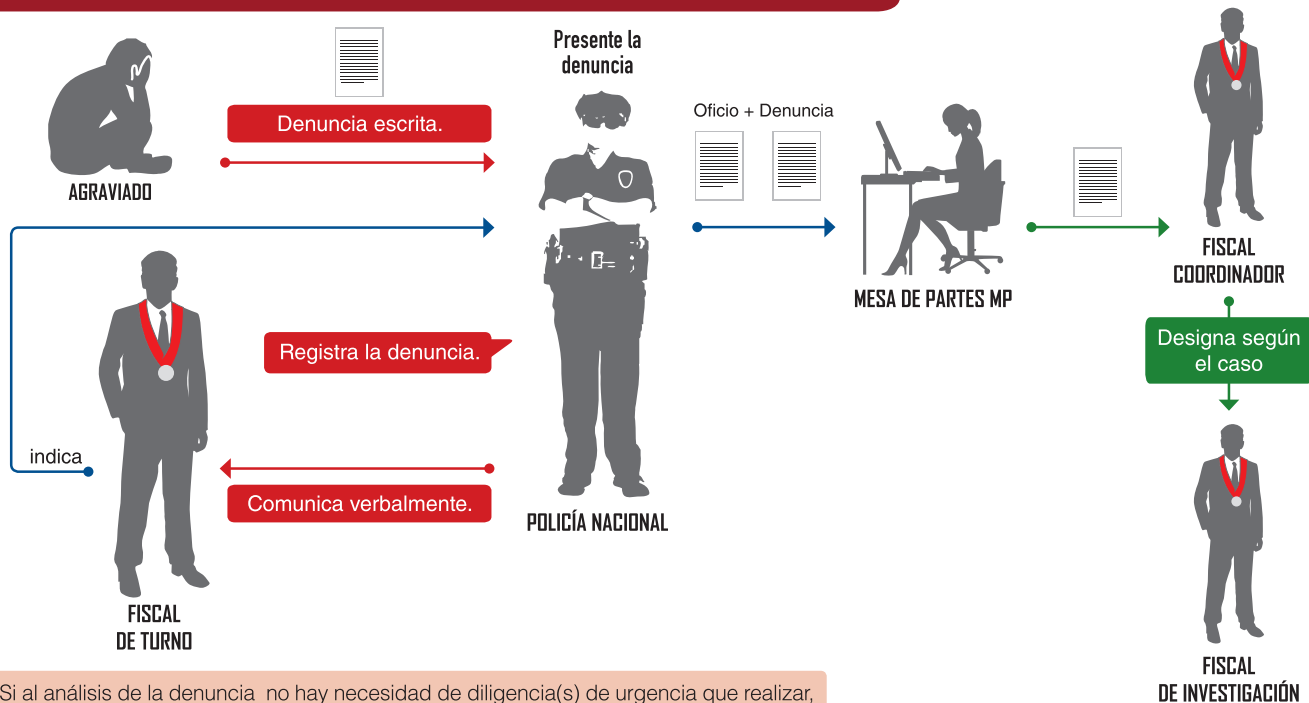 Presente la
denuncia
Denuncia escrita.
AGRAVIADO
Oficio + Denuncia
MESA DE PARTES MP
FISCAL
COORDINADOR
Designa según
el caso
Registra la denuncia.
indica
Comunica verbalmente.
POLICÍA NACIONAL
FISCAL
DE TURNO
FISCAL
DE INVESTIGACIÓN
Si al análisis de la denuncia no hay necesidad de diligencia(s) de urgencia que realizar,